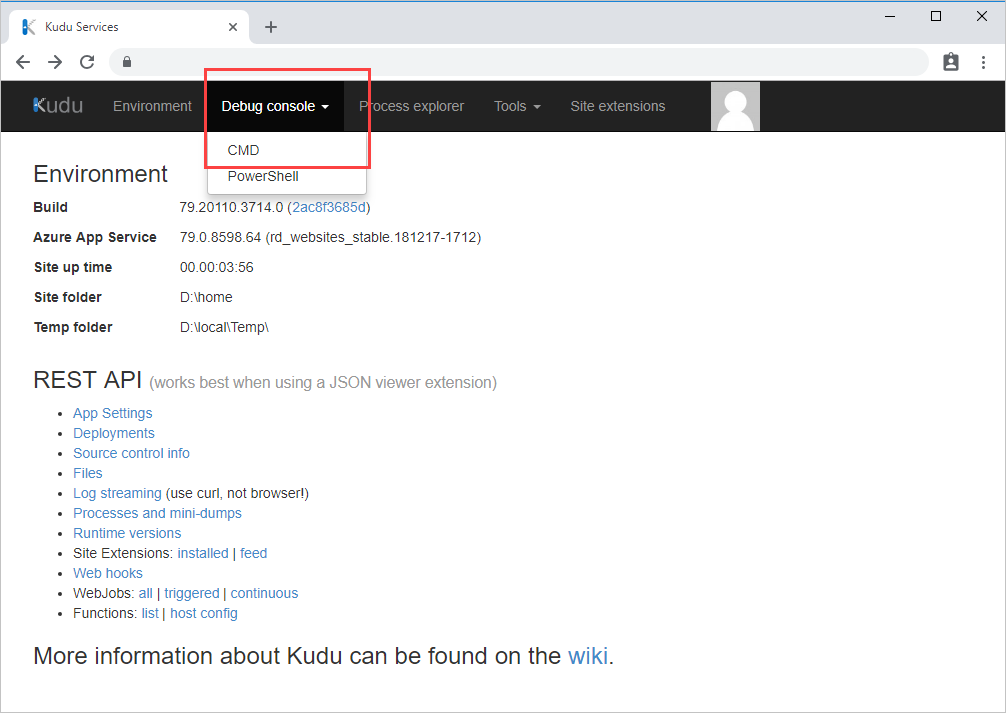 Kudu Services
Kudu Environment Debug console Process explorer Tools Site extensions
CMD
PowerShell
Environment
Build 79.20110.3714.0 (2ac8f3685d)
Azure App Service 79.0.8598.64 (rd_websites_stable.181217-1712)
Site up time 00.00:03:56
Site folder D:\home
Temp folder D:\local\Temp\
REST API (works best when using a JSON viewer extension)
• App Settings
• Deployments
• Source control info
• Files
• Log streaming (use curl, not browser!)
• Processes and mini-dumps
• Runtime versions
• Site Extensions: installed | feed
• Web hooks
• WebJobs: all | triggered | continuous
• Functions: list | host config
More information about Kudu can be found on the wiki.